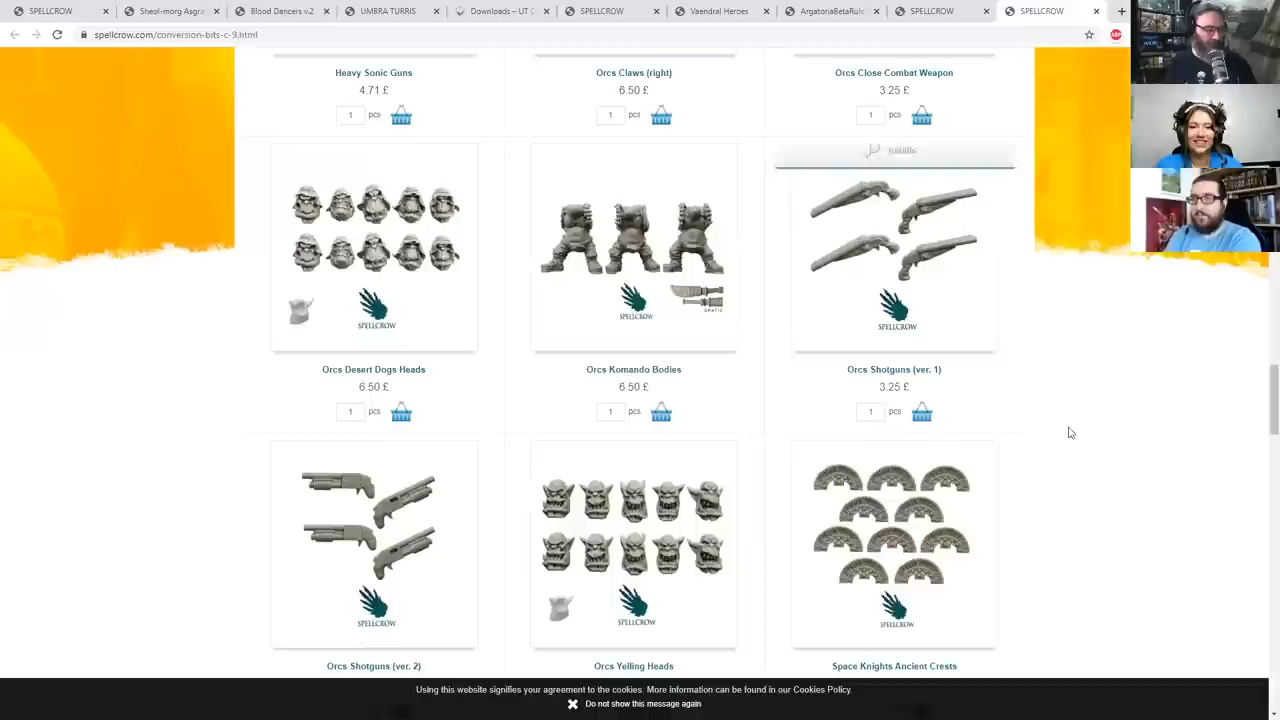 SPELLCROW
Sheol-morg Asgra
Blood Dancers v.2
UMBRA TURRIS
Downloads – UT
SPELLCROW
Vaendral Heroes
ArgatoriaBetaRule
SPELLCROW
SPELLCROW
spellcrow.com/conversion-bits-c-9.html
ABP
Heavy Sonic Guns
Orcs Claws (right)
Orcs Close Combat Weapon
4.71 £
6.50 £
3.25 £
1 pcs
1 pct
1 pcs
SPELLCROW
GRATIS
SPELLCROW
SPELLCROW
Orcs Desert Dogs Heads
Orcs Komando Bodies
Orcs Shotguns (ver. 1)
6.50 £
6.50 £
3.25 £
1 pcs
1 pcs
1 pcs
SPELLCROW
SPELLCROW
SPELLCROW
Orcs Shotguns (ver. 2)
Orcs Yelling Heads
Space Knights Ancient Crests
Using this website signifies your agreement to the cookies. More information can be found in our Cookies Policy.
Do not show this message again